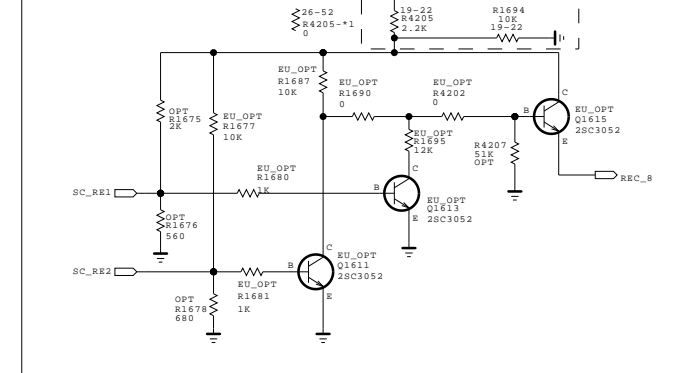 26-52
R4205-*1
0
19-22
R4205
2.2K
R1694
10K
19-22
EU_OPT
R1687
10K
EU_OPT
R1690
0
EU_OPT
R4202
0
C
B
E
EU_OPT
Q1615
2SC3052
OPT
R1675
2K
EU_OPT
R1677
10K
EU_OPT
R1695
12K
R4207
51K
OPT
REC_8
SC_RE1
EU_OPT
R1680
1K
C
B
E
EU_OPT
Q1613
2SC3052
OPT
R1676
560
SC_RE2
C
B
E
EU_OPT
Q1611
2SC3052
EU_OPT
R1681
1K
OPT
R1678
680